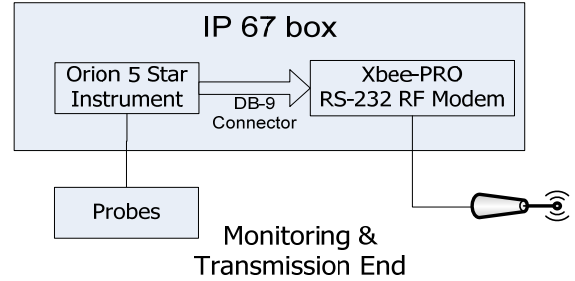 IP 67 box
Orion 5 Star
Instrument
DB-9
Connector
Xbee-PRO
RS-232 RF Modem
Probes
Monitoring &
Transmission End